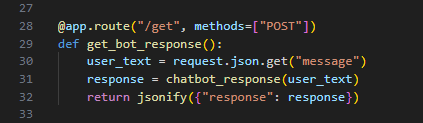 27
28 @app.route("/get", methods=["POST"])
29 def get_bot_response():
30     user_text = request.json.get("message")
31     response = chatbot_response(user_text)
32     return jsonify({"response": response})
33